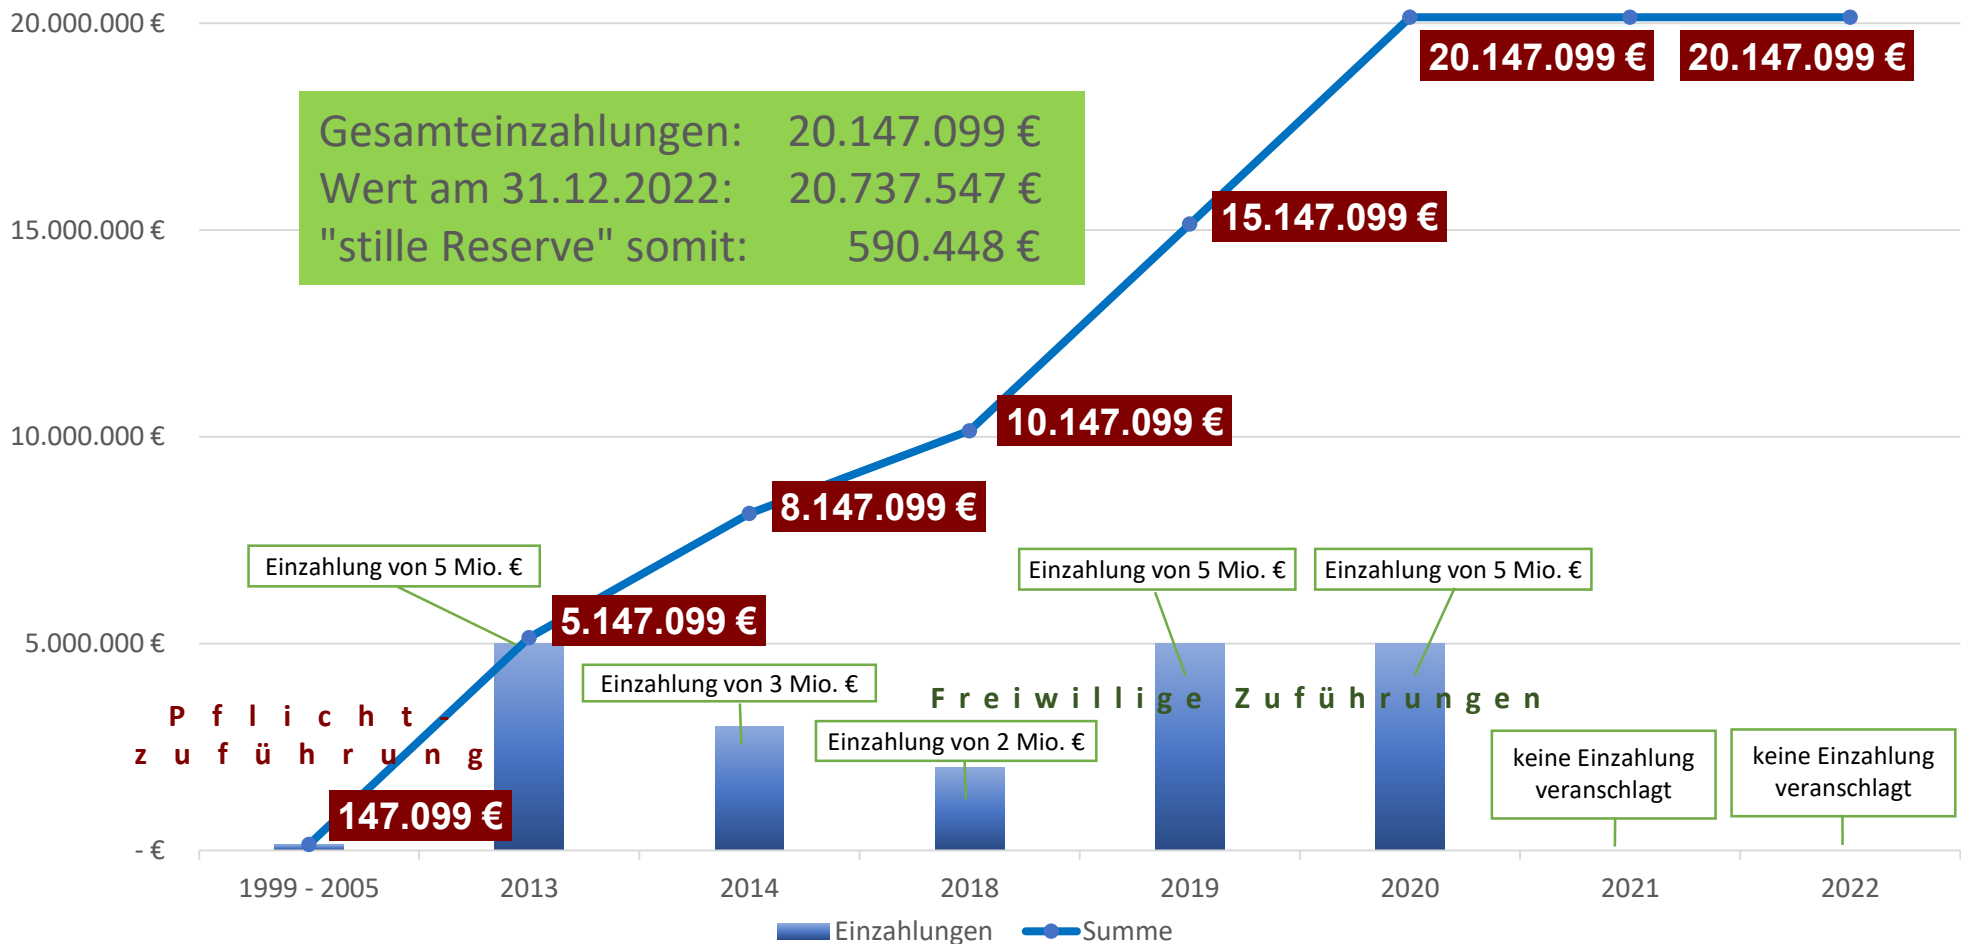 20.000.000 €
20.147.099 €
20.147.099 €
Gesamteinzahlungen: 20.147.099 €
Wert am 31.12.2022: 20.737.547 €
"stille Reserve" somit: 590.448 €
15.000.000 €
15.147.099 €
10.000.000 €
10.147.099 €
8.147.099 €
Einzahlung von 5 Mio. €
Einzahlung von 5 Mio. €
Einzahlung von 5 Mio. €
5.147.099 €
5.000.000 €
Einzahlung von 3 Mio. €
Freiwillige Zuführungen
Pflicht-
zuführung
Einzahlung von 2 Mio. €
keine Einzahlung
veranschlagt
keine Einzahlung
veranschlagt
147.099 €
- €
1999 - 2005
2013
2014
2018
2019
2020
2021
2022
Einzahlungen
Summe